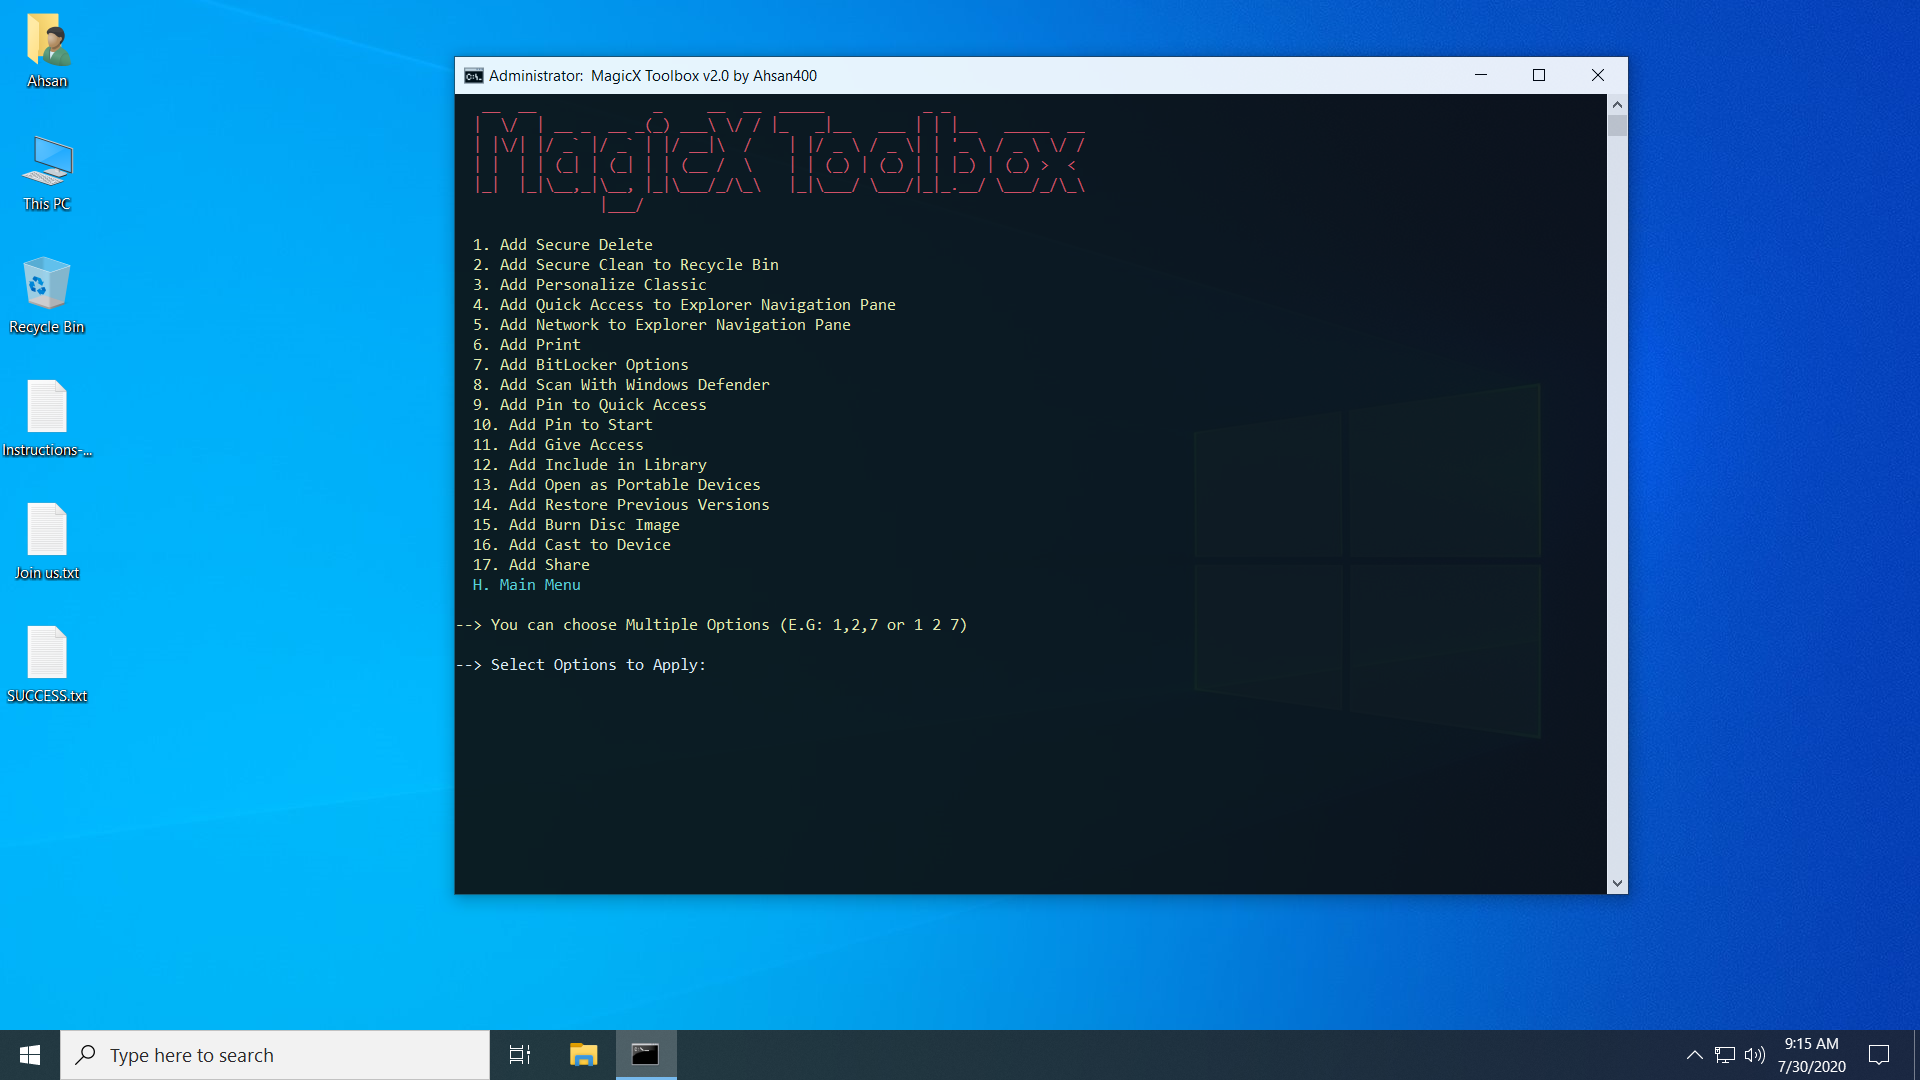 Ahsan
This PC
Recycle Bin
Instructions-...
Join us.txt
SUCCESS.txt
Administrator: MagicX Toolbox v2.0 by Ahsan400
MagicX Toolbox
1. Add Secure Delete
2. Add Secure Clean to Recycle Bin
3. Add Personalize Classic
4. Add Quick Access to Explorer Navigation Pane
5. Add Network to Explorer Navigation Pane
6. Add Print
7. Add BitLocker Options
8. Add Scan With Windows Defender
9. Add Pin to Quick Access
10. Add Pin to Start
11. Add Give Access
12. Add Include in Library
13. Add Open as Portable Devices
14. Add Restore Previous Versions
15. Add Burn Disc Image
16. Add Cast to Device
17. Add Share
H. Main Menu
--> You can choose Multiple Options (E.G: 1,2,7 or 1 2 7)
--> Select Options to Apply:
Type here to search
9:15 AM
7/30/2020